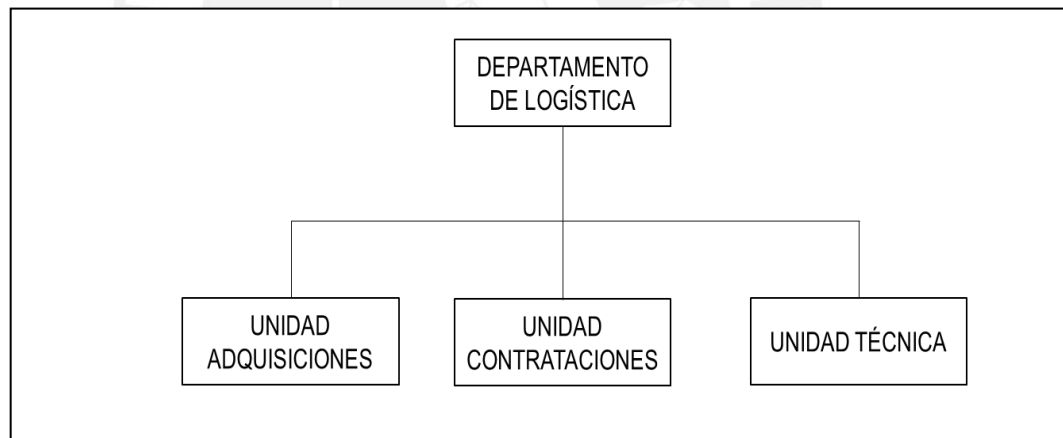 DEPARTAMENTO
DE LOGÍSTICA
UNIDAD
ADQUISICIONES
UNIDAD
CONTRATACIONES
UNIDAD TÉCNICA